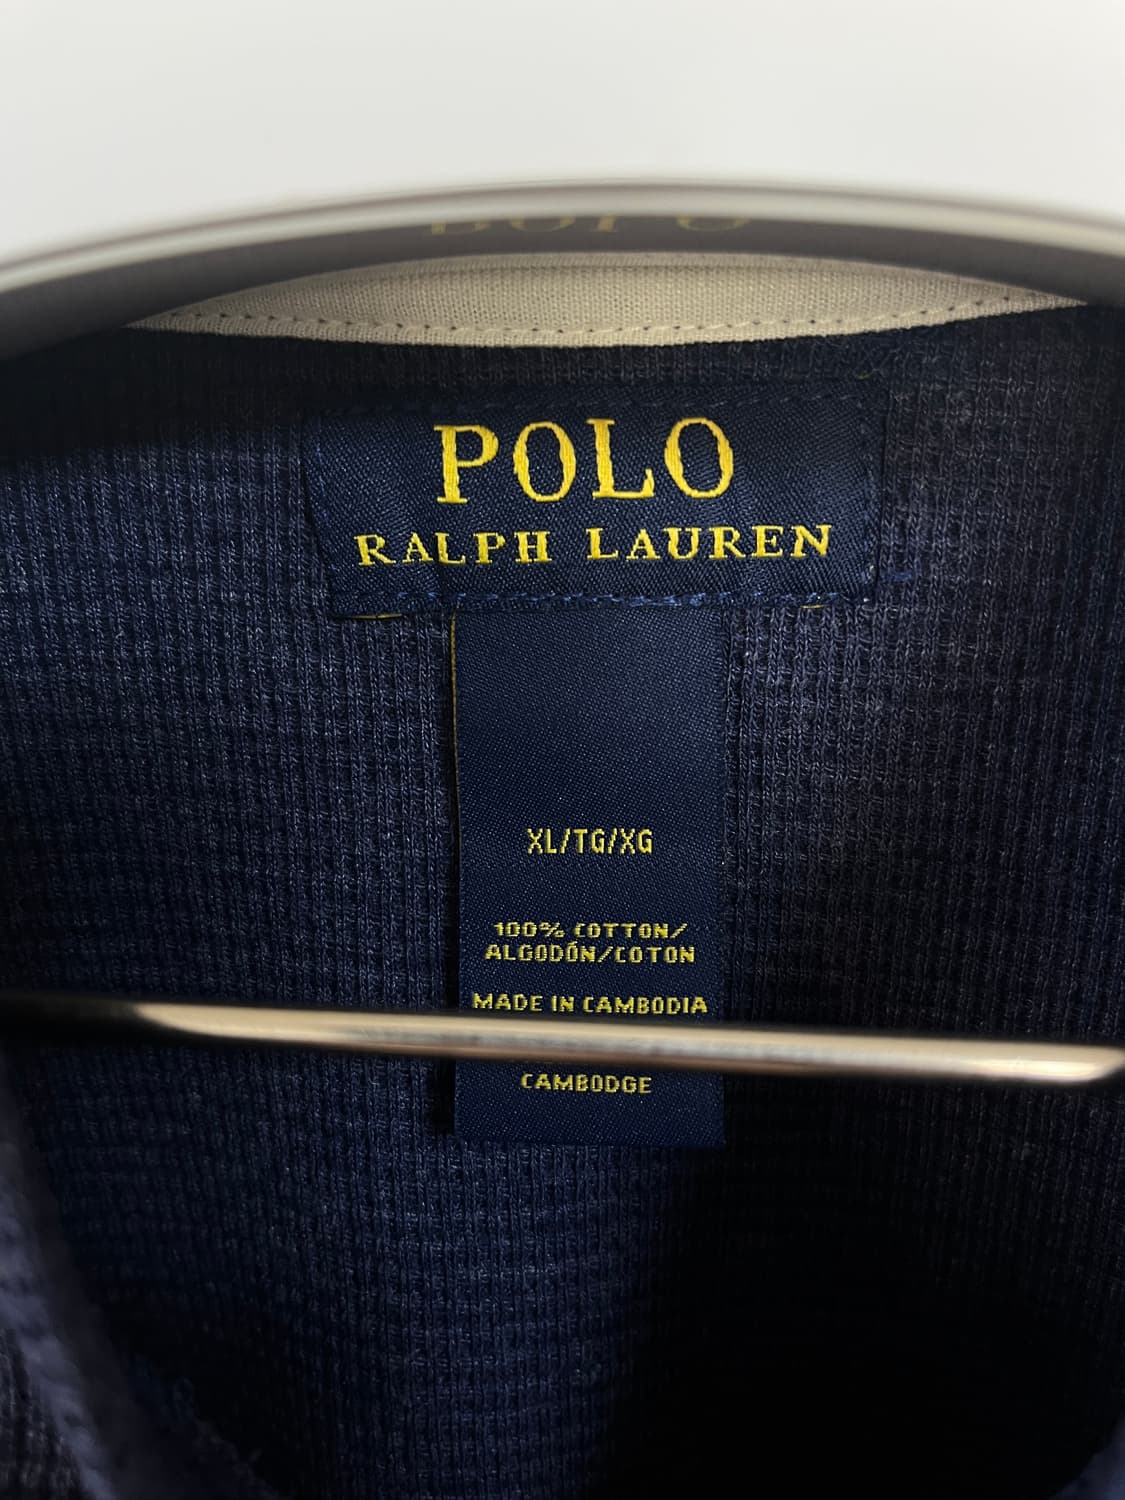 POLO
RALPH LAUREN
XL/TG/XG
100% COTTON/
ALGODÓN/COTON
MADE IN CAMBODIA
CAMBODGE